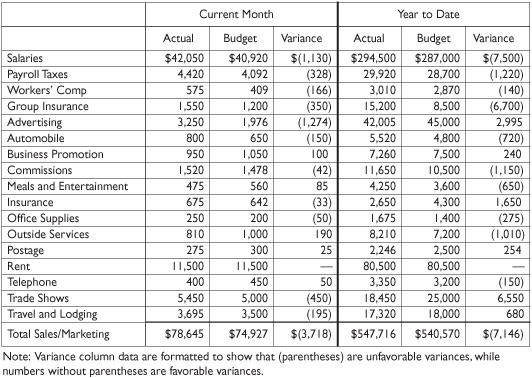 Current Month Year to Date
Actual Budget Variance Actual Budget Variance
Salaries $42,050 $40,920 $(1,130) $294,500 $287,000 $(7,500)
Payroll Taxes 4,420 4,092 (328) 29,920 28,700 (1,220)
Workers' Comp 575 409 (166) 3,010 2,870 (140)
Group Insurance 1,550 1,200 (350) 15,200 8,500 (6,700)
Advertising 3,250 1,976 (1,274) 42,005 45,000 2,995
Automobile 800 650 (150) 5,520 4,800 (720)
Business Promotion 950 1,050 100 7,260 7,500 240
Commissions 1,520 1,478 (42) 11,650 10,500 (1,150)
Meals and Entertainment 475 560 85 4,250 3,600 (650)
Insurance 675 642 (33) 2,650 4,300 1,650
Office Supplies 250 200 (50) 1,675 1,400 (275)
Outside Services 810 1,000 190 8,210 7,200 (1,010)
Postage 275 300 25 2,246 2,500 254
Rent 11,500 11,500 — 80,500 80,500 —
Telephone 400 450 50 3,350 3,200 (150)
Trade Shows 5,450 5,000 (450) 18,450 25,000 6,550
Travel and Lodging 3,695 3,500 (195) 17,320 18,000 680
Total Sales/Marketing $78,645 $74,927 $(3,718) $547,716 $540,570 $(7,146)
Note: Variance column data are formatted to show that (parentheses) are unfavorable variances, while
numbers without parentheses are favorable variances.